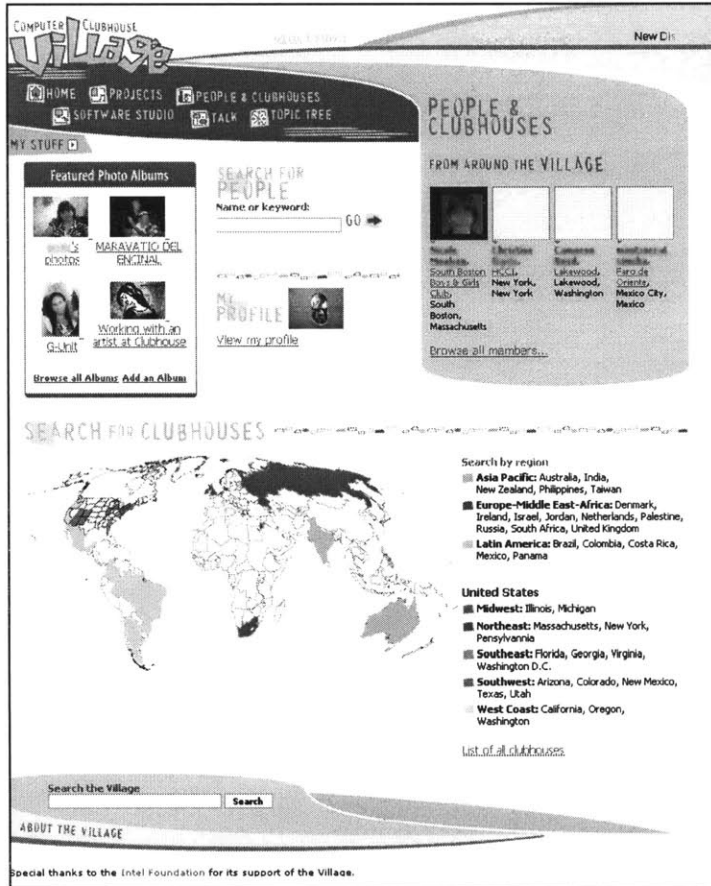 COMPUTER CLUBHOUSE
Village
New Dis
HOME PROJECTS PEOPLE & CLUBHOUSES
SOFTWARE STUDIO TALK TOPIC TREE
MY STUFF
Featured Photo Albums
's photos
MARAVATIO DEL
ENCINAL
G-Unit
Working with an
artist at Clubhouse
Browse all Albums Add an Album
SEARCH FOR
PEOPLE
Name or keyword:
GO
MY
PROFILE
View my profile
PEOPLE &
CLUBHOUSES
FROM AROUND THE VILLAGE
South Boston
Boys & Girls
Club,
South
Boston,
Massachusetts
HCCI,
New York,
New York
Lakewood,
Lakewood,
Washington
Faro de
Oriente,
Mexico City,
Mexico
Browse all members...
SEARCH FOR CLUBHOUSES
Search by region
Asia Pacific: Australia, India,
New Zealand, Philippines, Taiwan
Europe-Middle East-Africa: Denmark,
Ireland, Israel, Jordan, Netherlands, Palestine,
Russia, South Africa, United Kingdom
Latin America: Brazil, Colombia, Costa Rica,
Mexico, Panama
United States
Midwest: Illinois, Michigan
Northeast: Massachusetts, New York,
Pensylvannia
Southeast: Florida, Georgia, Virginia,
Washington D.C.
Southwest: Arizona, Colorado, New Mexico,
Texas, Utah
West Coast: California, Oregon,
Washington
List of all clubhouses
Search the Village
Search
ABOUT THE VILLAGE
Special thanks to the Intel Foundation for its support of the Village.